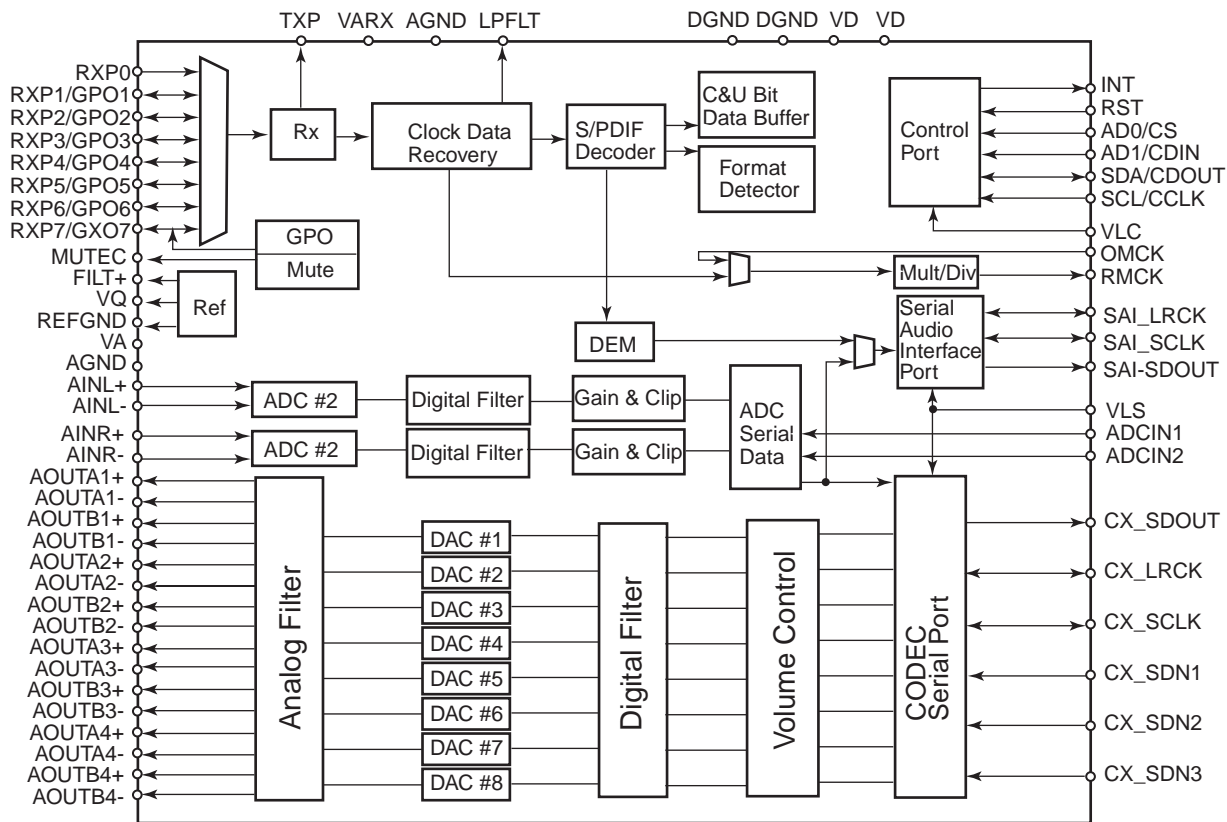 TXP VARX AGND LPFLT DGND DGND VD VD
RXP0
RXP1/GPO1
RXP2/GPO2
RXP3/GPO3
RXP4/GPO4
RXP5/GPO5
RXP6/GPO6
RXP7/GXO7
MUTEC
FILT+
VQ
REFGND
VA
AGND
AINL+
AINL-
AINR+
AINR-
AOUTA1+
AOUTA1-
AOUTB1+
AOUTB1-
AOUTA2+
AOUTA2-
AOUTB2+
AOUTB2-
AOUTA3+
AOUTA3-
AOUTB3+
AOUTB3-
AOUTA4+
AOUTA4-
AOUTB4+
AOUTB4-
Rx
Clock Data
Recovery
S/PDIF
Decoder
C&U Bit
Data Buffer
Format
Detector
Control
Port
GPO
Mute
Ref
Mult/Div
DEM
Serial
Audio
Interface
Port
ADC #2
Digital Filter
Gain & Clip
ADC #2
Digital Filter
Gain & Clip
ADC
Serial
Data
Analog Filter
DAC #1
DAC #2
DAC #3
DAC #4
DAC #5
DAC #6
DAC #7
DAC #8
Digital Filter
Volume Control
CODEC
Serial Port
INT
RST
AD0/CS
AD1/CDIN
SDA/CDOUT
SCL/CCLK
VLC
OMCK
RMCK
SAI_LRCK
SAI_SCLK
SAI-SDOUT
VLS
ADCIN1
ADCIN2
CX_SDOUT
CX_LRCK
CX_SCLK
CX_SDN1
CX_SDN2
CX_SDN3